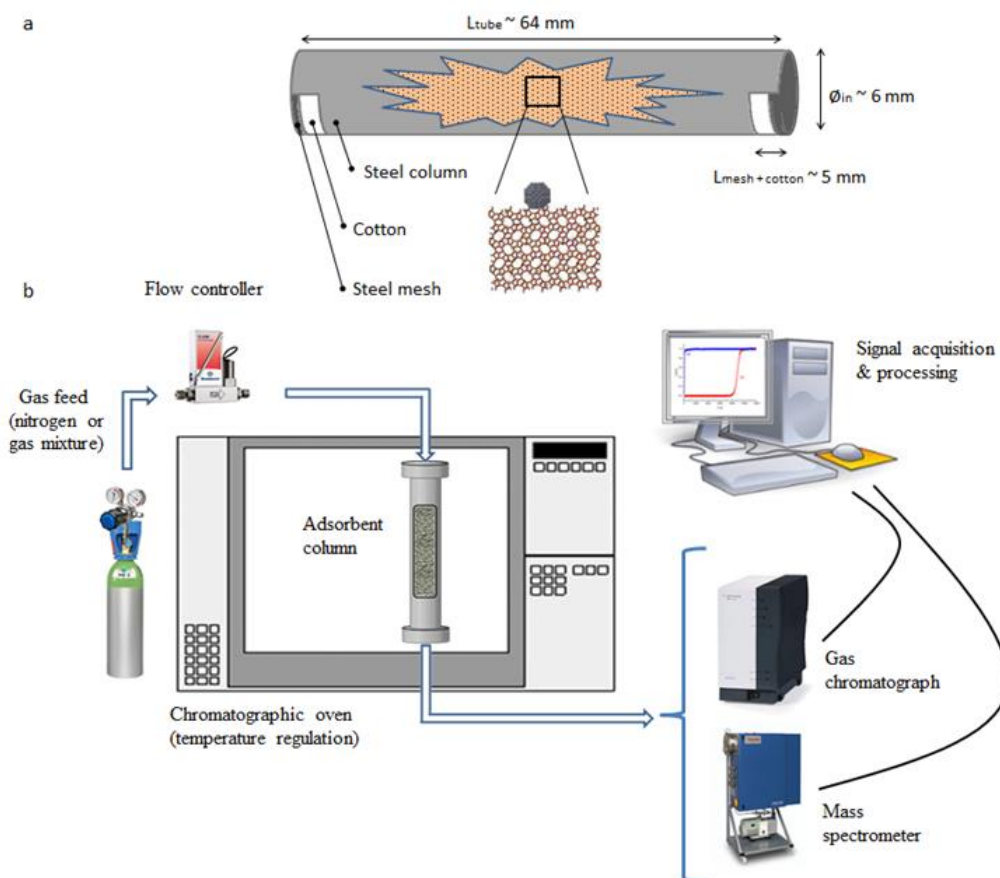 a
Ltube ~ 64 mm
Øin ~ 6 mm
Lmesh + cotton ~ 5 mm
Steel column
Cotton
Steel mesh
b
Flow controller
Gas feed
(nitrogen or
gas mixture)
Adsorbent
column
Chromatographic oven
(temperature regulation)
Signal acquisition
& processing
Gas
chromatograph
Mass
spectrometer